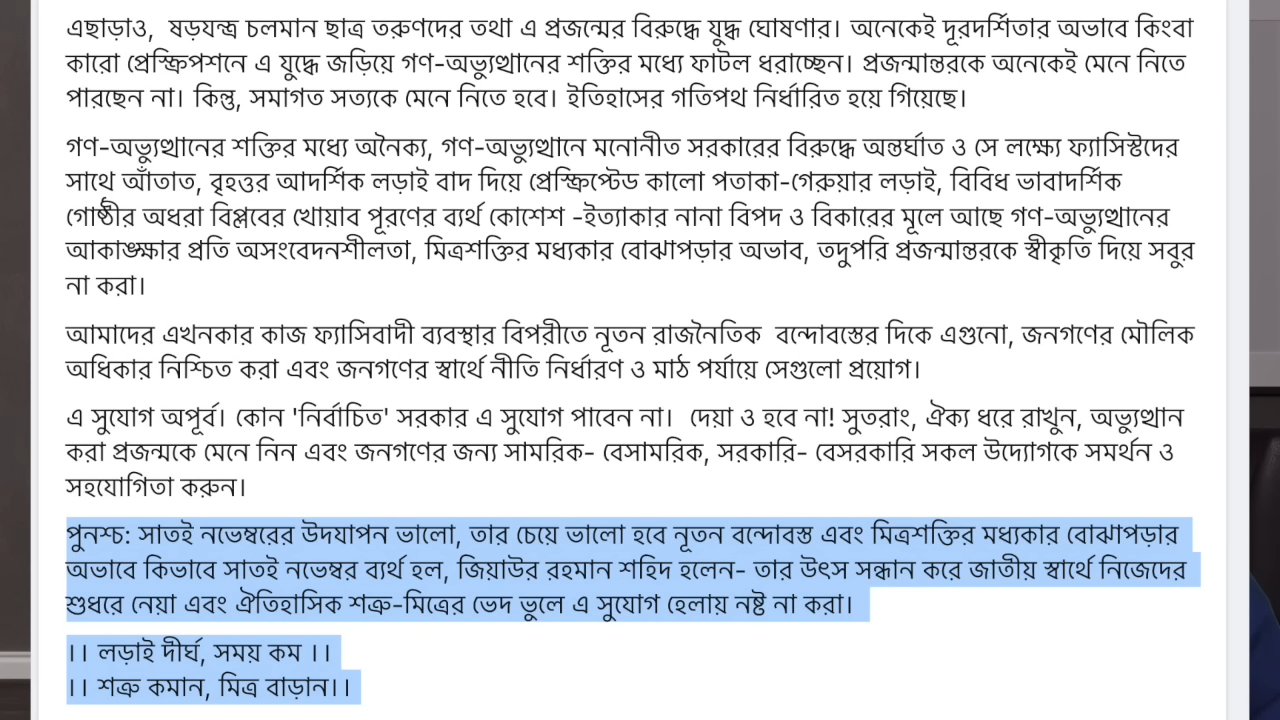 এছাড়াও,  ষড়যন্ত্র চলমান ছাত্র তরুণদের তথা এ প্রজন্মের বিরুদ্ধে যুদ্ধ ঘোষণার। অনেকেই দূরদর্শিতার অভাবে কিংবা
কারো প্রেস্ক্রিপশনে এ যুদ্ধে জড়িয়ে গণ-অভ্যুত্থানের শক্তির মধ্যে ফাটল ধরাচ্ছেন। প্রজন্মান্তরকে অনেকেই মেনে নিতে
পারছেন না। কিন্তু, সমাগত সত্যকে মেনে নিতে হবে। ইতিহাসের গতিপথ নির্ধারিত হয়ে গিয়েছে।
গণ-অভ্যুত্থানের শক্তির মধ্যে অনৈক্য, গণ-অভ্যুত্থানে মনোনীত সরকারের বিরুদ্ধে অন্তর্ঘাত ও সে লক্ষ্যে ফ্যাসিস্টদের
সাথে আঁতাত, বৃহত্তর আদর্শিক লড়াই বাদ দিয়ে প্রেস্ক্রিপ্টেড কালো পতাকা-গেরুয়ার লড়াই, বিবিধ ভাবাদর্শিক
গোষ্ঠীর অধরা বিপ্লবের খোয়াব পূরণের ব্যর্থ কোশেশ -ইত্যাকার নানা বিপদ ও বিকারের মূলে আছে গণ-অভ্যুত্থানের
আকাঙ্ক্ষার প্রতি অসংবেদনশীলতা, মিত্রশক্তির মধ্যকার বোঝাপড়ার অভাব, তদুপরি প্রজন্মান্তরকে স্বীকৃতি দিয়ে সবুর
না করা।
আমাদের এখনকার কাজ ফ্যাসিবাদী ব্যবস্থার বিপরীতে নূতন রাজনৈতিক  বন্দোবস্তের দিকে এগুনো, জনগণের মৌলিক
অধিকার নিশ্চিত করা এবং জনগণের স্বার্থে নীতি নির্ধারণ ও মাঠ পর্যায়ে সেগুলো প্রয়োগ।
এ সুযোগ অপূর্ব। কোন 'নির্বাচিত' সরকার এ সুযোগ পাবেন না।  দেয়া ও হবে না! সুতরাং, ঐক্য ধরে রাখুন, অভ্যুত্থান
করা প্রজন্মকে মেনে নিন এবং জনগণের জন্য সামরিক- বেসামরিক, সরকারি- বেসরকারি সকল উদ্যোগকে সমর্থন ও
সহযোগিতা করুন।
পুনশ্চ: সাতই নভেম্বরের উদযাপন ভালো, তার চেয়ে ভালো হবে নূতন বন্দোবস্ত এবং মিত্রশক্তির মধ্যকার বোঝাপড়ার
অভাবে কিভাবে সাতই নভেম্বর ব্যর্থ হল, জিয়াউর রহমান শহিদ হলেন- তার উৎস সন্ধান করে জাতীয় স্বার্থে নিজেদের
শুধরে নেয়া এবং ঐতিহাসিক শত্রু-মিত্রের ভেদ ভুলে এ সুযোগ হেলায় নষ্ট না করা।
।। লড়াই দীর্ঘ, সময় কম ।।
।। শত্রু কমান, মিত্র বাড়ান।।